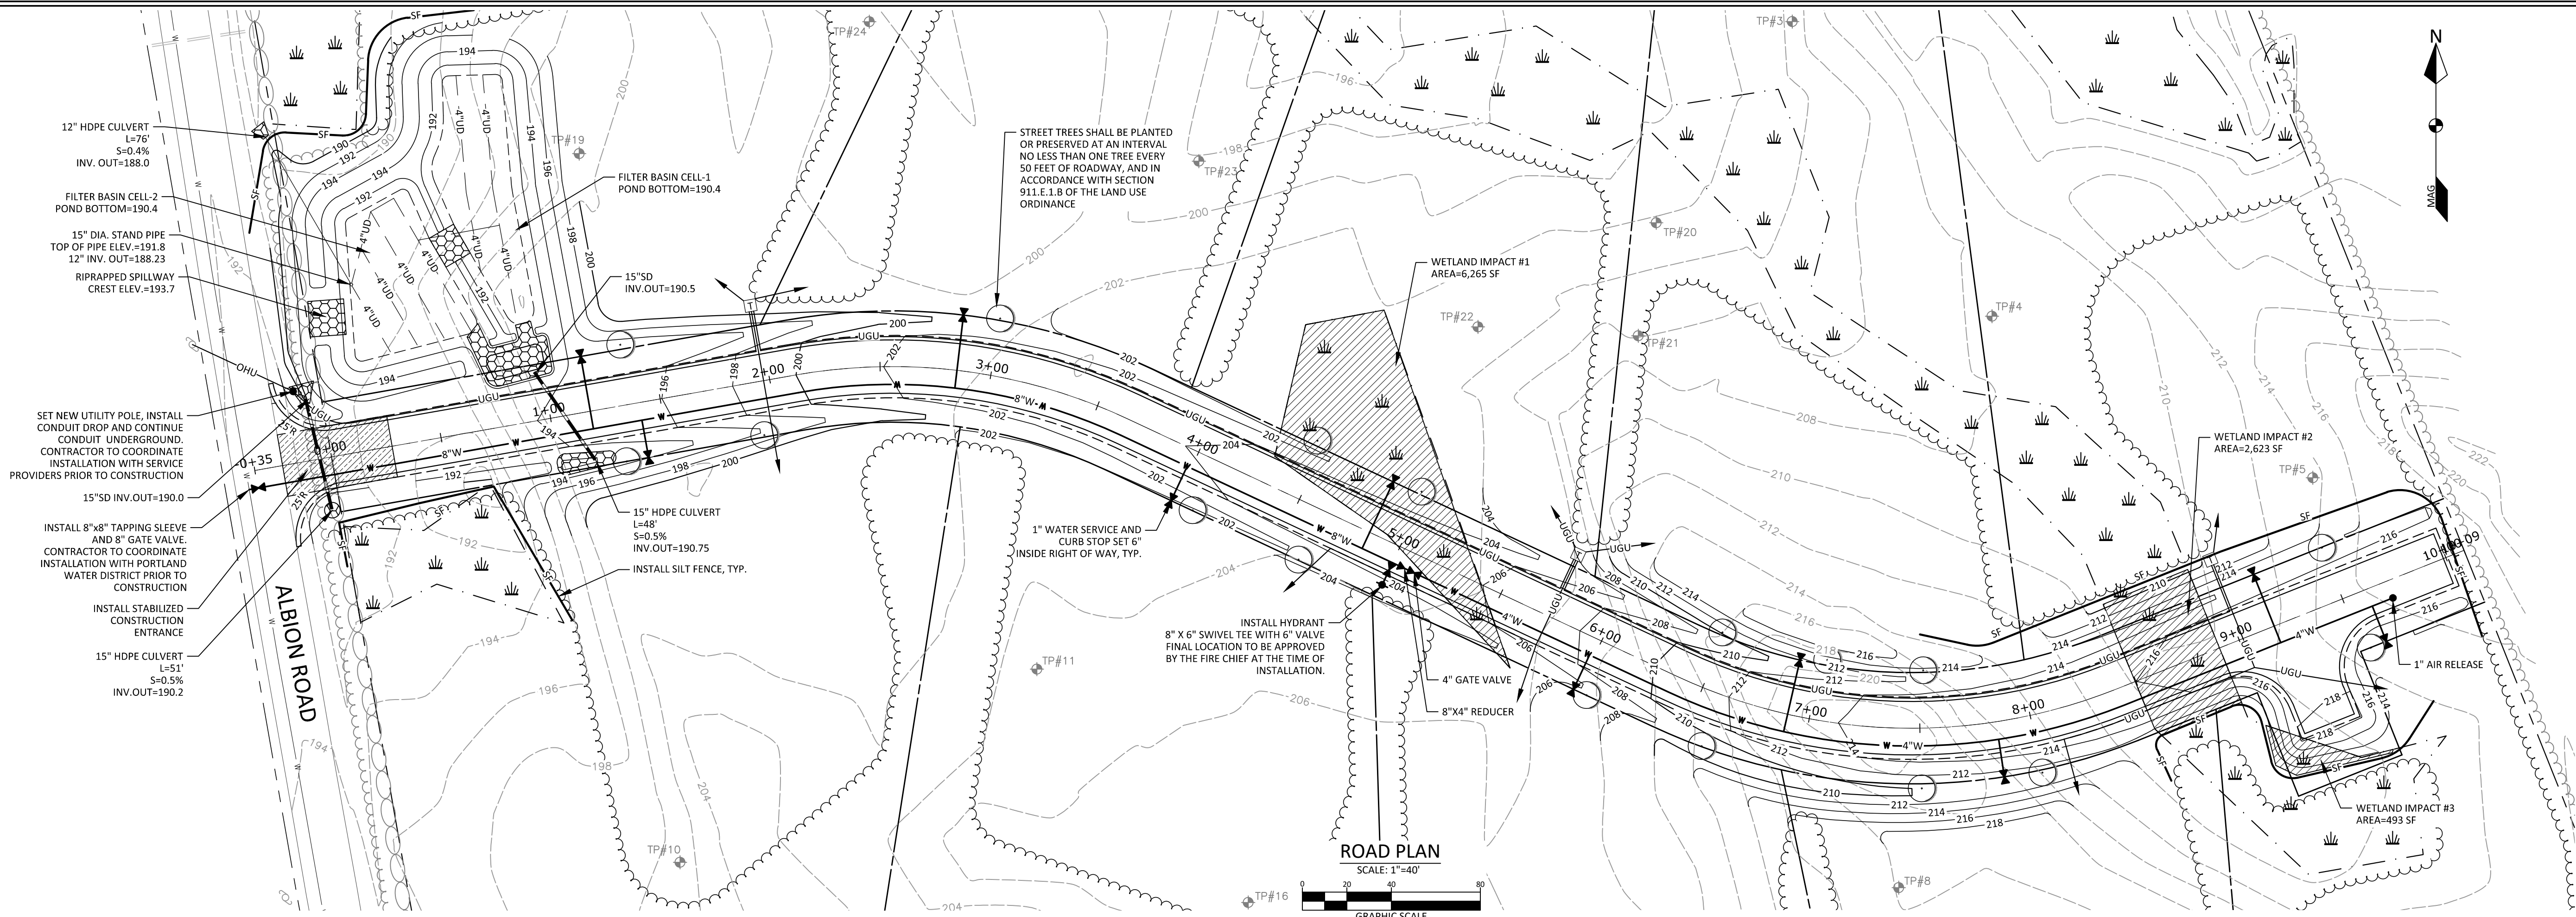 12" HDPE CULVERT
L=76'
S=0.4%
INV. OUT=188.0
FILTER BASIN CELL-2
POND BOTTOM=190.4
15" DIA. STAND PIPE
TOP OF PIPE ELEV.=191.8
12" INV. OUT=188.23
RIPRAPPED SPILLWAY
CREST ELEV.=193.7
OHU
SET NEW UTILITY POLE, INSTALL
CONDUIT DROP AND CONTINUE
CONDUIT UNDERGROUND.
CONTRACTOR TO COORDINATE
INSTALLATION WITH SERVICE
PROVIDERS PRIOR TO CONSTRUCTION
15"SD INV.OUT=190.0
INSTALL 8"x8" TAPPING SLEEVE
AND 8" GATE VALVE.
CONTRACTOR TO COORDINATE
INSTALLATION WITH PORTLAND
WATER DISTRICT PRIOR TO
CONSTRUCTION
INSTALL STABILIZED
CONSTRUCTION
ENTRANCE
15" HDPE CULVERT
L=51'
S=0.5%
INV.OUT=190.2
ALBION ROAD
FILTER BASIN CELL-1
POND BOTTOM=190.4
15"SD
INV.OUT=190.5
15" HDPE CULVERT
L=48'
S=0.5%
INV.OUT=190.75
INSTALL SILT FENCE, TYP.
STREET TREES SHALL BE PLANTED
OR PRESERVED AT AN INTERVAL
NO LESS THAN ONE TREE EVERY
50 FEET OF ROADWAY, AND IN
ACCORDANCE WITH SECTION
911.E.1.B OF THE LAND USE
ORDINANCE
1" WATER SERVICE AND
CURB STOP SET 6"
INSIDE RIGHT OF WAY, TYP.
WETLAND IMPACT #1
AREA=6,265 SF
INSTALL HYDRANT
8" X 6" SWIVEL TEE WITH 6" VALVE
FINAL LOCATION TO BE APPROVED
BY THE FIRE CHIEF AT THE TIME OF
INSTALLATION.
4" GATE VALVE
8"X4" REDUCER
WETLAND IMPACT #2
AREA=2,623 SF
1" AIR RELEASE
WETLAND IMPACT #3
AREA=493 SF
TP#24
TP#19
TP#23
TP#3
TP#20
TP#21
TP#22
TP#4
TP#5
TP#11
TP#10
TP#16
TP#8
-0+35
0+00
1+00
2+00
3+00
4+00
5+00
6+00
7+00
8+00
9+00
25'R
25'R
8"W
8"W
8"W
4"W
4"W
4"W
N
MAG
ROAD PLAN
SCALE: 1"=40'
0 20 40 80
GRAPHIC SCALE